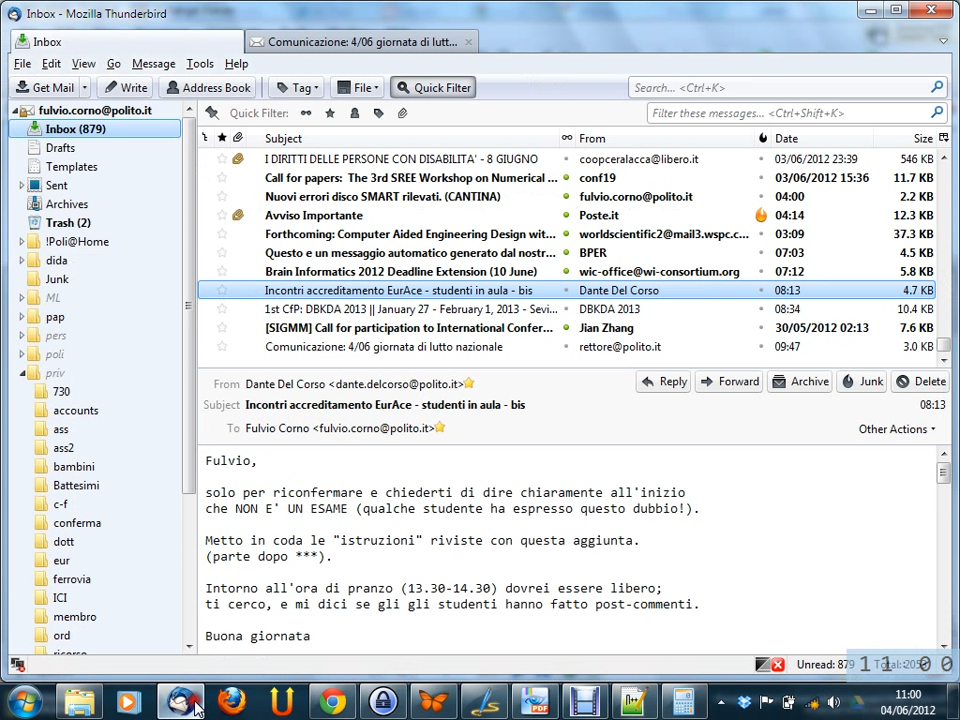 Inbox - Mozilla Thunderbird
Inbox
Comunicazione: 4/06 giornata di lutt...
File Edit View Go Message Tools Help
Get Mail Write Address Book Tag File Quick Filter Search... <Ctrl+K>
Quick Filter: Filter these messages... <Ctrl+Shift+K>
fulvio.corno@polito.it
Inbox (879)
Drafts
Templates
Sent
Archives
Trash (2)
!Poli@Home
dida
Junk
ML
pap
pers
poli
priv
730
accounts
ass
ass2
bambini
Battesimi
c-f
conferma
dott
eur
ferrovia
ICI
membro
ord
ricorso
Subject From Date Size
I DIRITTI DELLE PERSONE CON DISABILITA' - 8 GIUGNO coopceralacca@libero.it 03/06/2012 23:39 546 KB
Call for papers: The 3rd SREE Workshop on Numerical ... conf19 03/06/2012 15:36 11.7 KB
Nuovi errori disco SMART rilevati. (CANTINA) fulvio.corno@polito.it 04:00 2.2 KB
Avviso Importante Poste.it 04:14 12.3 KB
Forthcoming: Computer Aided Engineering Design wit... worldscientific2@mail3.wspc.c... 03:09 37.3 KB
Questo e un messaggio automatico generato dal nostr... BPER 07:03 4.5 KB
Brain Informatics 2012 Deadline Extension (10 June) wic-office@wi-consortium.org 07:12 5.8 KB
Incontri accreditamento EurAce - studenti in aula - bis Dante Del Corso 08:13 4.7 KB
1st CfP: DBKDA 2013 || January 27 - February 1, 2013 - Sevi... DBKDA 2013 08:34 10.4 KB
[SIGMM] Call for participation to International Confer... Jian Zhang 30/05/2012 02:13 7.6 KB
Comunicazione: 4/06 giornata di lutto nazionale rettore@polito.it 09:47 3.0 KB
From Dante Del Corso <dante.delcorso@polito.it> Reply Forward Archive Junk Delete
Subject Incontri accreditamento EurAce - studenti in aula - bis 08:13
To Fulvio Corno <fulvio.corno@polito.it> Other Actions
Fulvio,
solo per riconfermare e chiederti di dire chiaramente all'inizio
che NON E' UN ESAME (qualche studente ha espresso questo dubbio!).
Metto in coda le "istruzioni" riviste con questa aggiunta.
(parte dopo ***).
Intorno all'ora di pranzo (13.30-14.30) dovrei essere libero;
ti cerco, e mi dici se gli gli studenti hanno fatto post-commenti.
Buona giornata
Unread: 879 Total: 205
11:00
PDF
11:00
04/06/2012